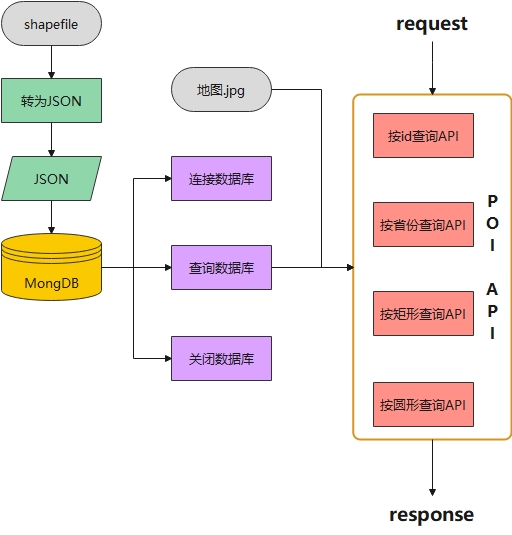 shapefile
转为JSON
JSON
MongDB
地图.jpg
连接数据库
查询数据库
关闭数据库
request
按id查询API
按省份查询API
按矩形查询API
按圆形查询API
POI API
response